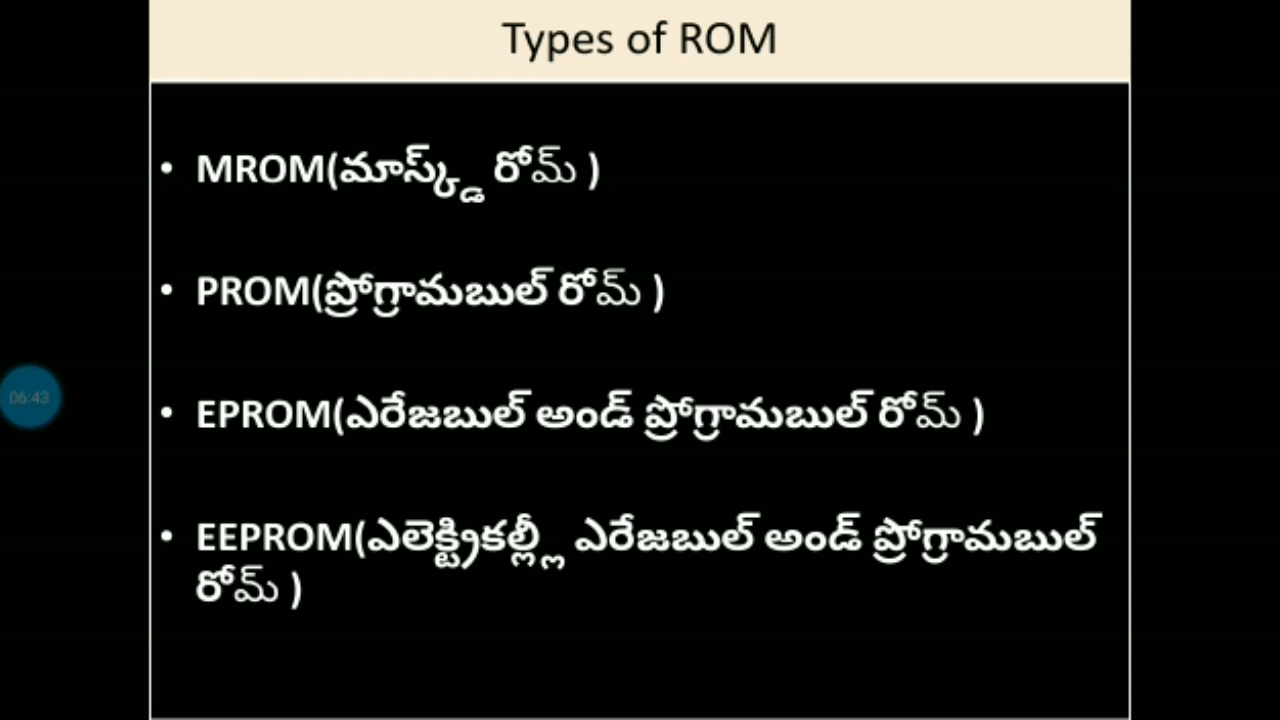 Types of ROM
• MROM(మాస్క్డ్ రోమ్ )
• PROM(ప్రోగ్రామబుల్ రోమ్ )
06:43
• EPROM(ఎరేజబుల్ అండ్ ప్రోగ్రామబుల్ రోమ్ )
• EEPROM(ఎలెక్ట్రికల్ల్లీ ఎరేజబుల్ అండ్ ప్రోగ్రామబుల్
రోమ్ )